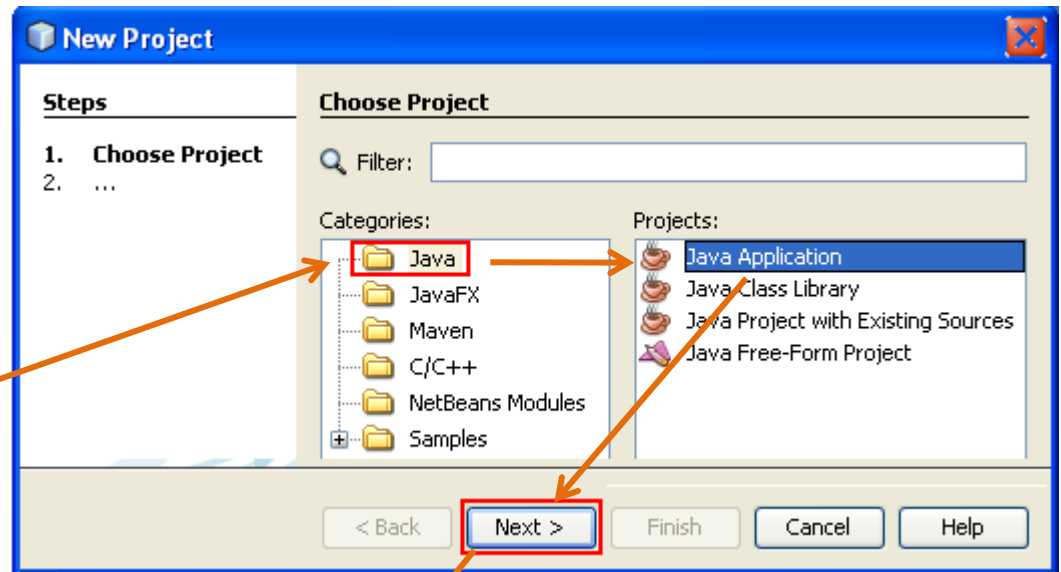 New Project
Steps
1. Choose Project
2. ...
Choose Project
Filter:
Categories:
Java
JavaFX
Maven
C/C++
NetBeans Modules
Samples
Projects:
Java Application
Java Class Library
Java Project with Existing Sources
Java Free-Form Project
< Back
Next >
Finish
Cancel
Help